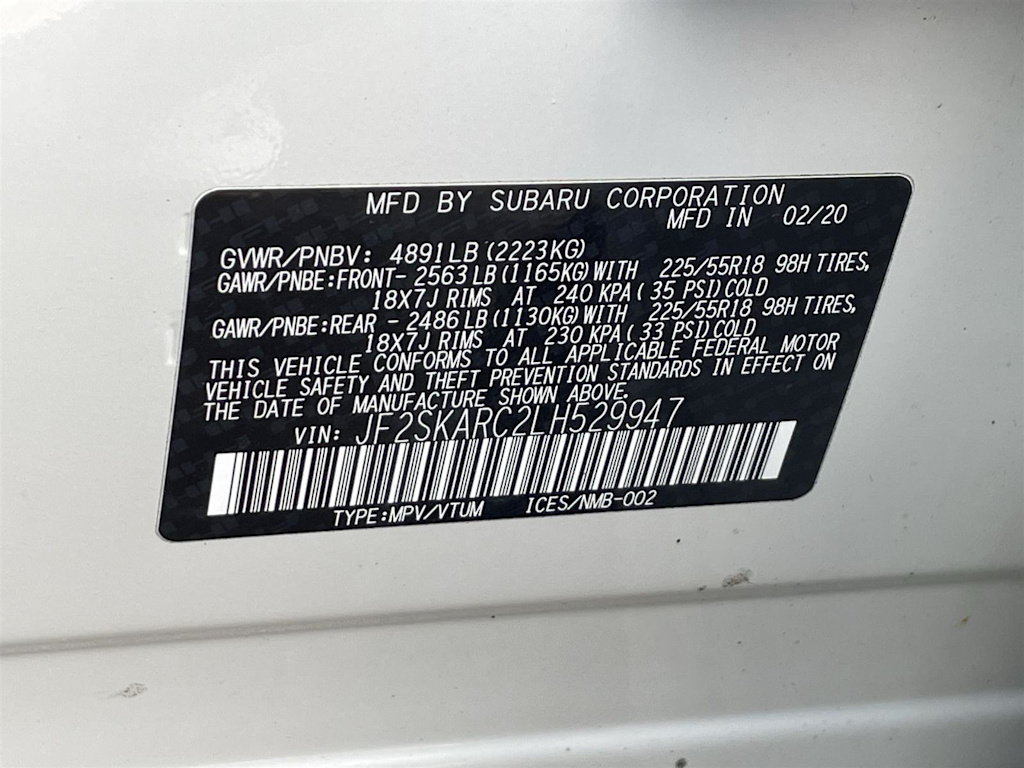 MFD BY SUBARU CORPORATION
MFD IN 02/20
GVWR/PNBV: 4891LB (2223KG)
GAWR/PNBE:FRONT- 2563LB (1165KG)WITH 225/55R18 98H TIRES,
18X7J RIMS AT 240 KPA( 35 PSI)COLD
GAWR/PNBE:REAR - 2486LB (1130KG)WITH 225/55R18 98H TIRES,
18X7J RIMS AT 230 KPA( 33 PSI)COLD
THIS VEHICLE CONFORMS TO ALL APPLICABLE FEDERAL MOTOR
VEHICLE SAFETY AND THEFT PREVENTION STANDARDS IN EFFECT ON
THE DATE OF MANUFACTURE SHOWN ABOVE.
VIN: JF2SKARC2LH529947
TYPE:MPV/VTUM ICES/NMB-002